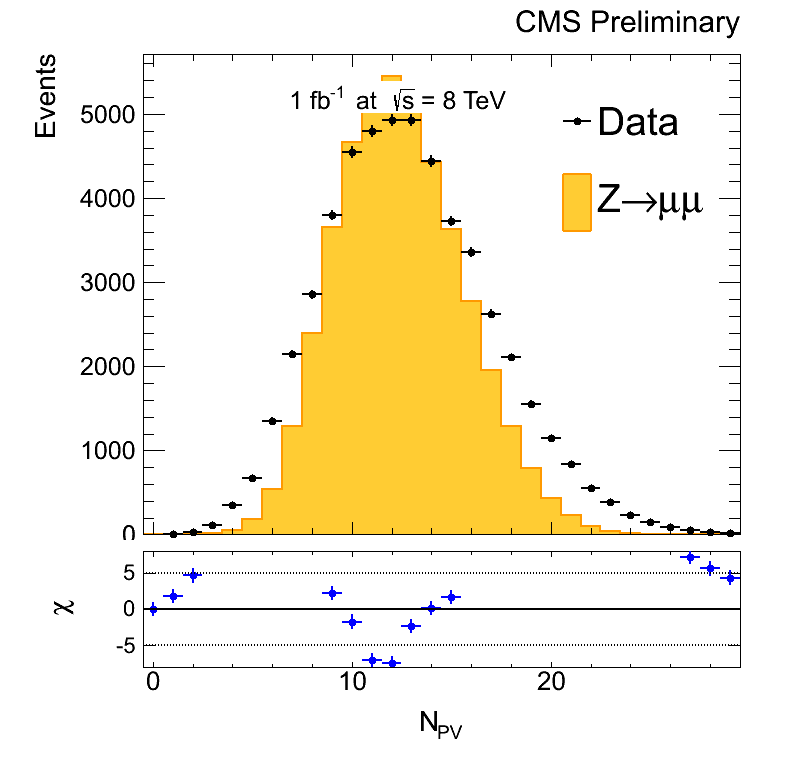 CMS Preliminary
Events
1 fb⁻¹ at √s = 8 TeV
Data
Z→μμ
5000
4000
3000
2000
1000
0
χ
5
0
-5
0 10 20
N_PV